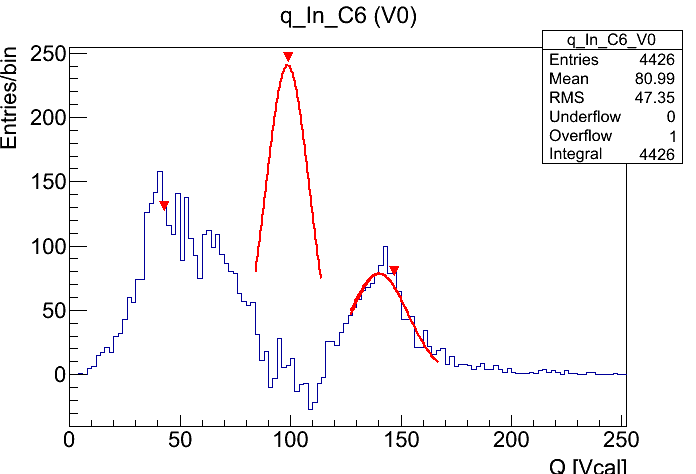 q_In_C6 (V0)
q_In_C6_V0
Entries 4426
Mean 80.99
RMS 47.35
Underflow 0
Overflow 1
Integral 4426
Entries/bin
250
200
150
100
50
0
0 50 100 150 200 250
Q [Vcal]